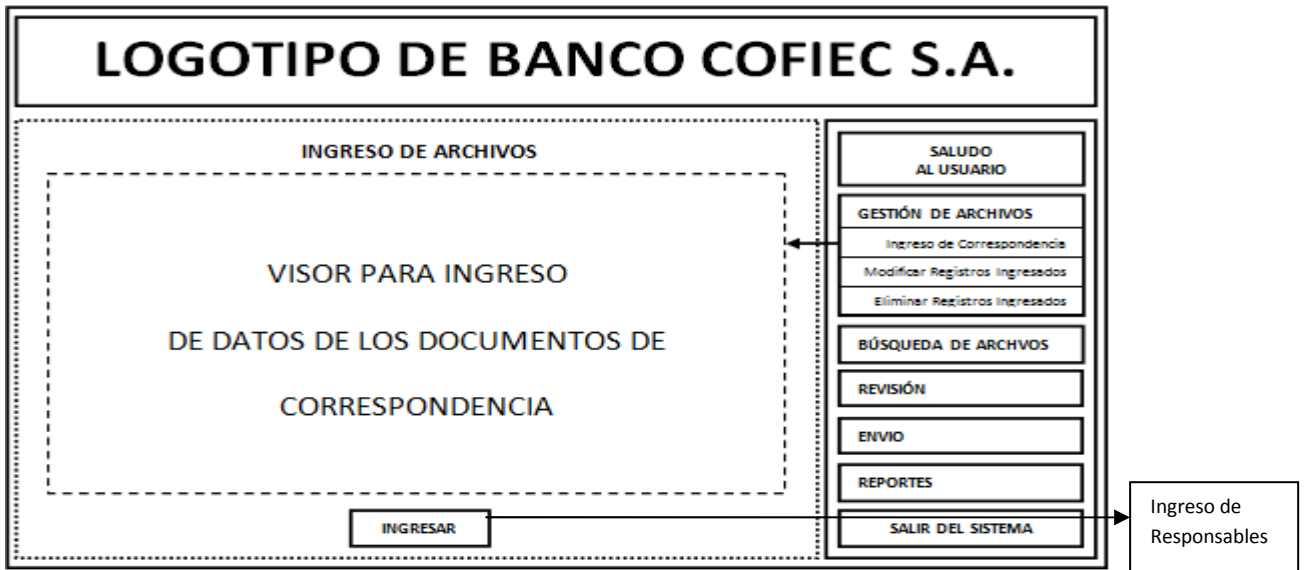 LOGOTIPO DE BANCO COFIEC S.A.
INGRESO DE ARCHIVOS
VISOR PARA INGRESO
DE DATOS DE LOS DOCUMENTOS DE
CORRESPONDENCIA
INGRESAR
SALUDO
AL USUARIO
GESTIÓN DE ARCHIVOS
Ingreso de Correspondencia
Modificar Registros Ingresados
Eliminar Registros Ingresados
BÚSQUEDA DE ARCHVOS
REVISIÓN
ENVIO
REPORTES
SALIR DEL SISTEMA
Ingreso de
Responsables